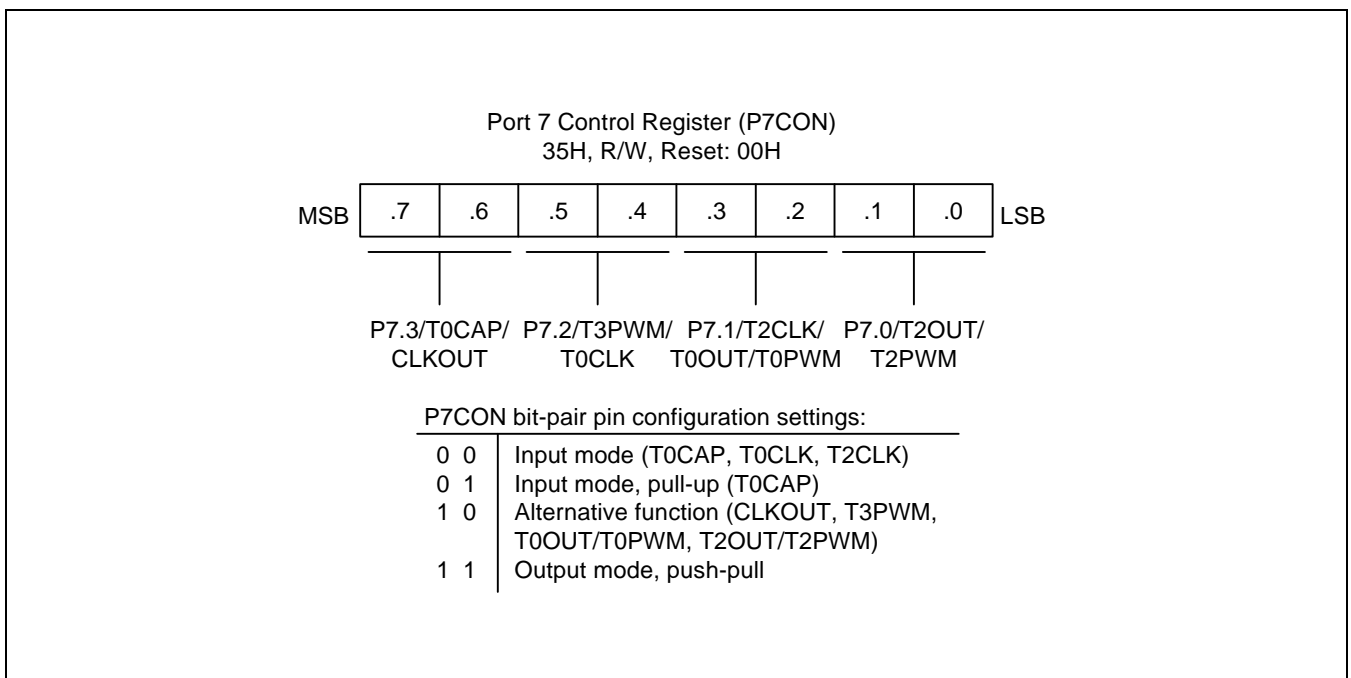 Port 7 Control Register (P7CON)
35H, R/W, Reset: 00H
MSB .7 .6 .5 .4 .3 .2 .1 .0 LSB
P7.3/T0CAP/ P7.2/T3PWM/ P7.1/T2CLK/ P7.0/T2OUT/
CLKOUT T0CLK T0OUT/T0PWM T2PWM
P7CON bit-pair pin configuration settings:
0 0 Input mode (T0CAP, T0CLK, T2CLK)
0 1 Input mode, pull-up (T0CAP)
1 0 Alternative function (CLKOUT, T3PWM,
T0OUT/T0PWM, T2OUT/T2PWM)
1 1 Output mode, push-pull